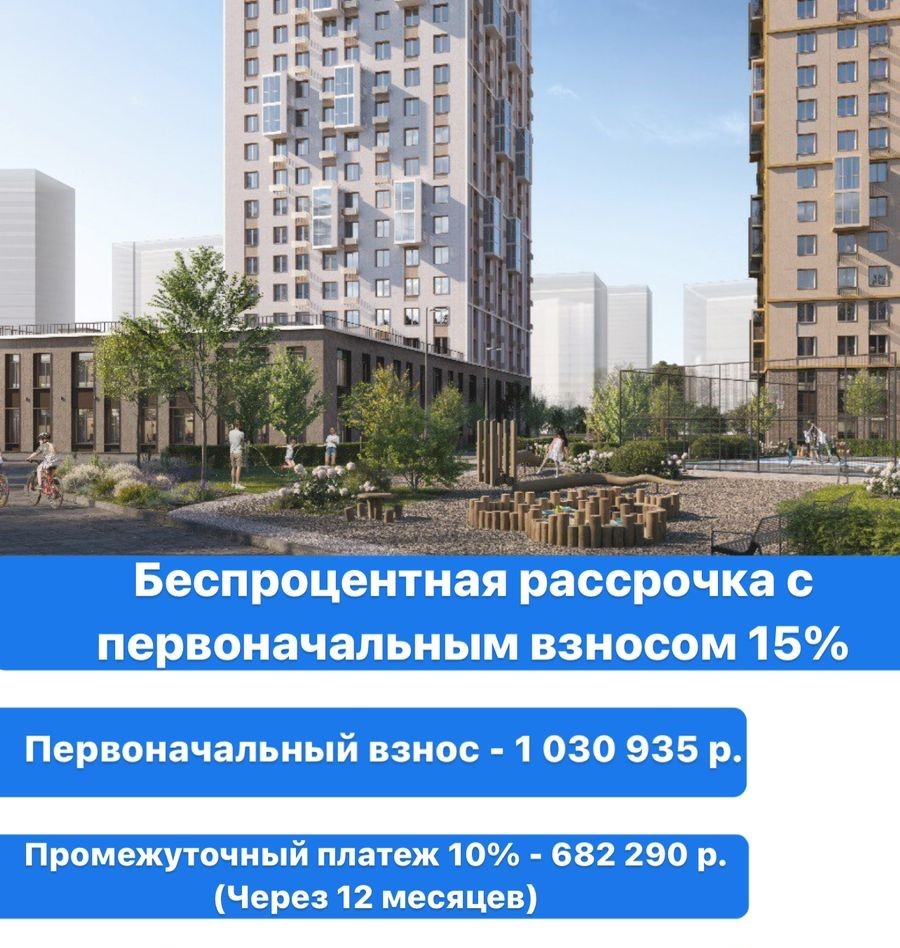 Беспроцентная рассрочка с
первоначальным взносом 15%
Первоначальный взнос - 1 030 935 р.
Промежуточный платеж 10% - 682 290 р.
(Через 12 месяцев)